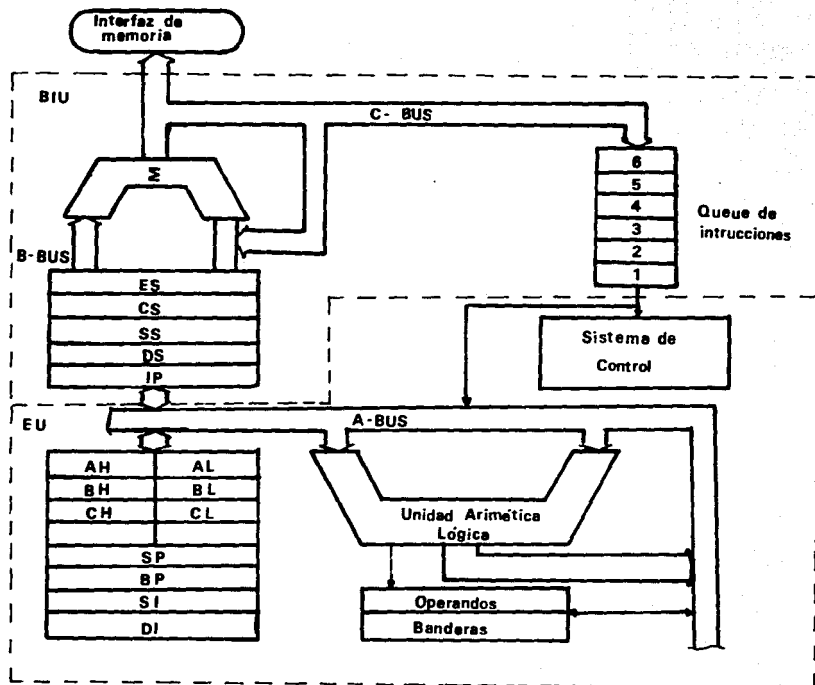 Interfaz de
memoria
BIU
C- BUS
Σ
6
5
4
3
2
1
Queue de
intrucciones
B-BUS
ES
CS
SS
DS
IP
Sistema de
Control
EU
A-BUS
AH AL
BH BL
CH CL
SP
BP
SI
DI
Unidad Arimética
Lógica
Operandos
Banderas